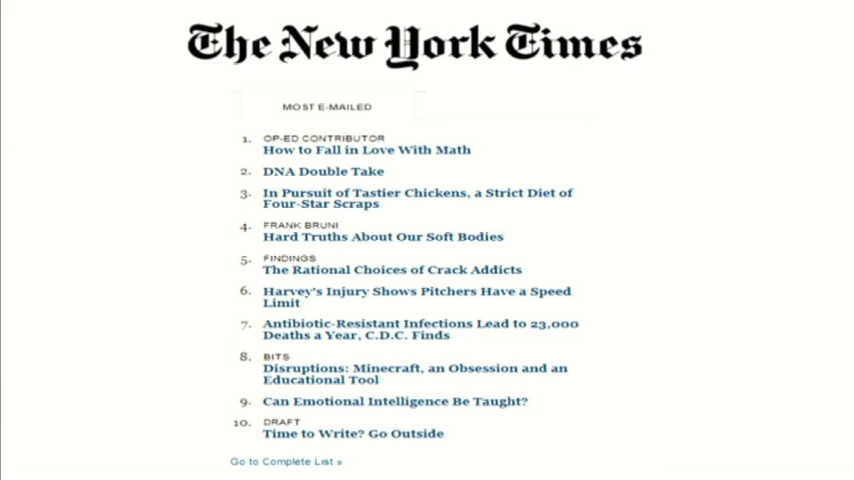 The New York Times
MOST E-MAILED
1. OP-ED CONTRIBUTOR
How to Fall in Love With Math
2. DNA Double Take
3. In Pursuit of Tastier Chickens, a Strict Diet of
Four-Star Scraps
4. FRANK BRUNI
Hard Truths About Our Soft Bodies
5. FINDINGS
The Rational Choices of Crack Addicts
6. Harvey's Injury Shows Pitchers Have a Speed
Limit
7. Antibiotic-Resistant Infections Lead to 23,000
Deaths a Year, C.D.C. Finds
8. BITS
Disruptions: Minecraft, an Obsession and an
Educational Tool
9. Can Emotional Intelligence Be Taught?
10. DRAFT
Time to Write? Go Outside
Go to Complete List »